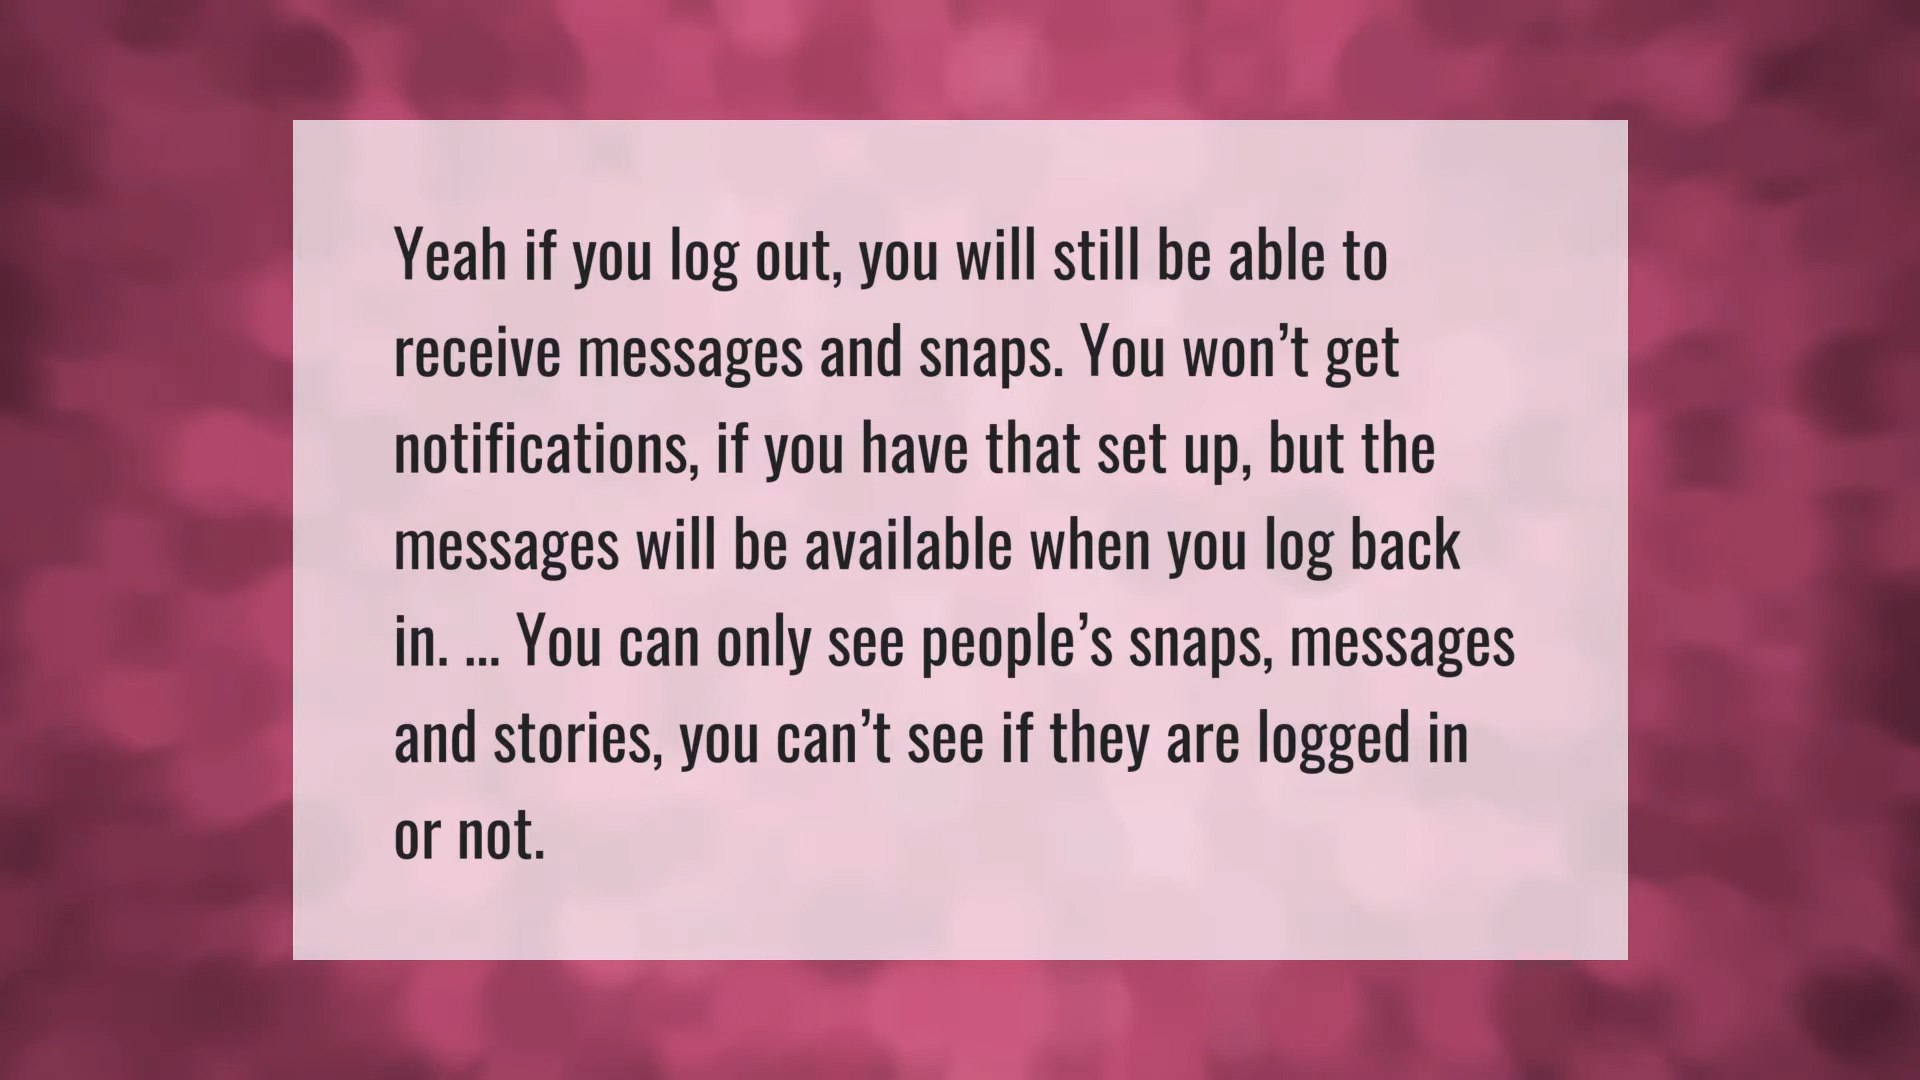 Yeah if you log out, you will still be able to
receive messages and snaps. You won’t get
notifications, if you have that set up, but the
messages will be available when you log back
in. ... You can only see people’s snaps, messages
and stories, you can’t see if they are logged in
or not.